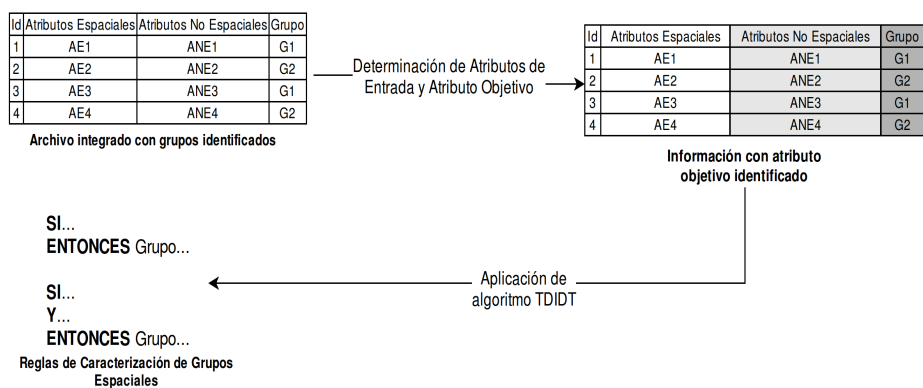 Id Atributos Espaciales Atributos No Espaciales Grupo
1 AE1 ANE1 G1
2 AE2 ANE2 G2
3 AE3 ANE3 G1
4 AE4 ANE4 G2
Archivo integrado con grupos identificados
Determinación de Atributos de
Entrada y Atributo Objetivo
Id Atributos Espaciales Atributos No Espaciales Grupo
1 AE1 ANE1 G1
2 AE2 ANE2 G2
3 AE3 ANE3 G1
4 AE4 ANE4 G2
Información con atributo
objetivo identificado
Aplicación de
algoritmo TDIDT
SI...
ENTONCES Grupo...
SI...
Y...
ENTONCES Grupo...
Reglas de Caracterización de Grupos
Espaciales